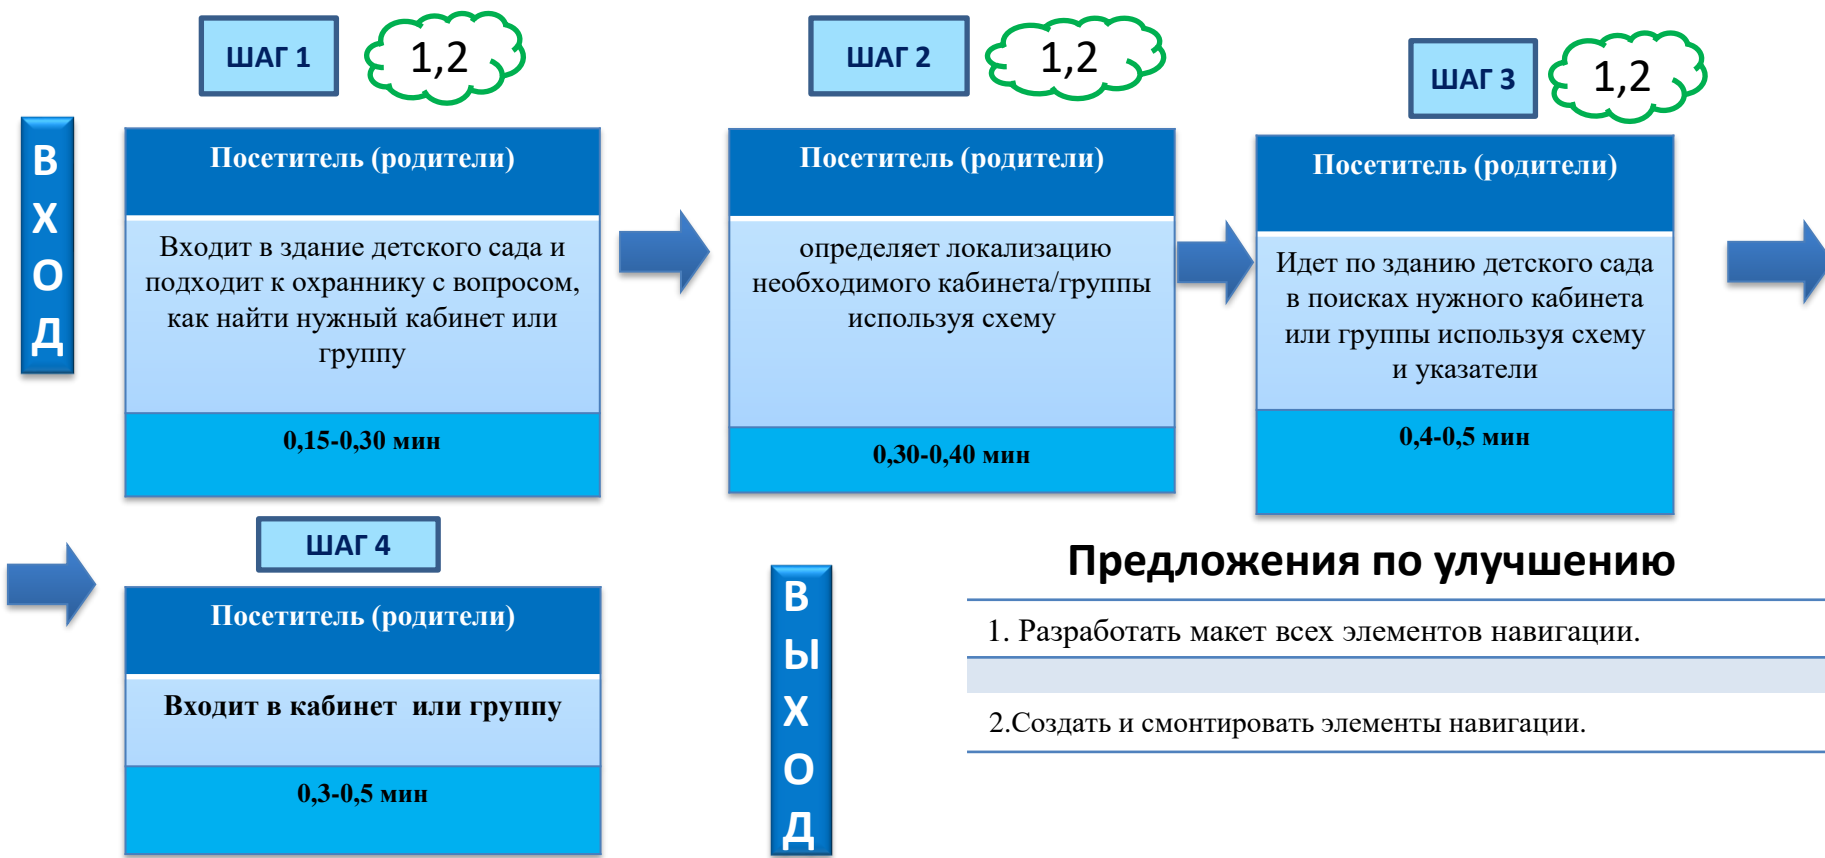 ШАГ 1
1,2
ШАГ 2
1,2
ШАГ 3
1,2
ВХОД
Посетитель (родители)
Входит в здание детского сада и
подходит к охраннику с вопросом,
как найти нужный кабинет или
группу
0,15-0,30 мин
Посетитель (родители)
определяет локализацию
необходимого кабинета/группы
используя схему
0,30-0,40 мин
Посетитель (родители)
Идет по зданию детского сада
в поисках нужного кабинета
или группы используя схему
и указатели
0,4-0,5 мин
ШАГ 4
Посетитель (родители)
Входит в кабинет или группу
0,3-0,5 мин
ВЫХОД
Предложения по улучшению
1. Разработать макет всех элементов навигации.
2.Создать и смонтировать элементы навигации.